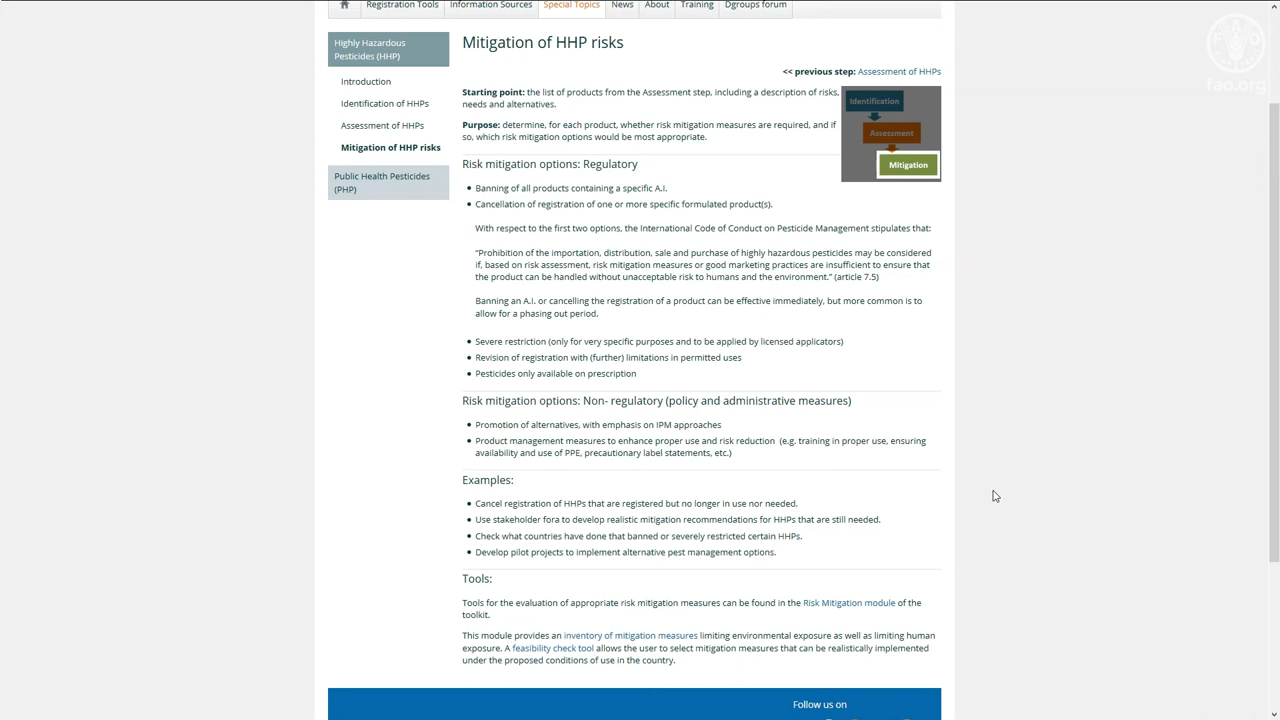 Registration Tools
Information Sources
Special Topics
News
About
Training
Dgroups forum
FAO
fao.org
Highly Hazardous
Pesticides (HHP)
Introduction
Identification of HHPs
Assessment of HHPs
Mitigation of HHP risks
Public Health Pesticides
(PHP)
Mitigation of HHP risks
<< previous step: Assessment of HHPs
Starting point: the list of products from the Assessment step, including a description of risks,
needs and alternatives.
Purpose: determine, for each product, whether risk mitigation measures are required, and if
so, which risk mitigation options would be most appropriate.
Identification
Assessment
Mitigation
Risk mitigation options: Regulatory
• Banning of all products containing a specific A.I.
• Cancellation of registration of one or more specific formulated product(s).
With respect to the first two options, the International Code of Conduct on Pesticide Management stipulates that:
“Prohibition of the importation, distribution, sale and purchase of highly hazardous pesticides may be considered
if, based on risk assessment, risk mitigation measures or good marketing practices are insufficient to ensure that
the product can be handled without unacceptable risk to humans and the environment.” (article 7.5)
Banning an A.I. or cancelling the registration of a product can be effective immediately, but more common is to
allow for a phasing out period.
• Severe restriction (only for very specific purposes and to be applied by licensed applicators)
• Revision of registration with (further) limitations in permitted uses
• Pesticides only available on prescription
Risk mitigation options: Non- regulatory (policy and administrative measures)
• Promotion of alternatives, with emphasis on IPM approaches
• Product management measures to enhance proper use and risk reduction (e.g. training in proper use, ensuring
availability and use of PPE, precautionary label statements, etc.)
Examples:
• Cancel registration of HHPs that are registered but no longer in use nor needed.
• Use stakeholder fora to develop realistic mitigation recommendations for HHPs that are still needed.
• Check what countries have done that banned or severely restricted certain HHPs.
• Develop pilot projects to implement alternative pest management options.
Tools:
Tools for the evaluation of appropriate risk mitigation measures can be found in the Risk Mitigation module of the
toolkit.
This module provides an inventory of mitigation measures limiting environmental exposure as well as limiting human
exposure. A feasibility check tool allows the user to select mitigation measures that can be realistically implemented
under the proposed conditions of use in the country.
Follow us on